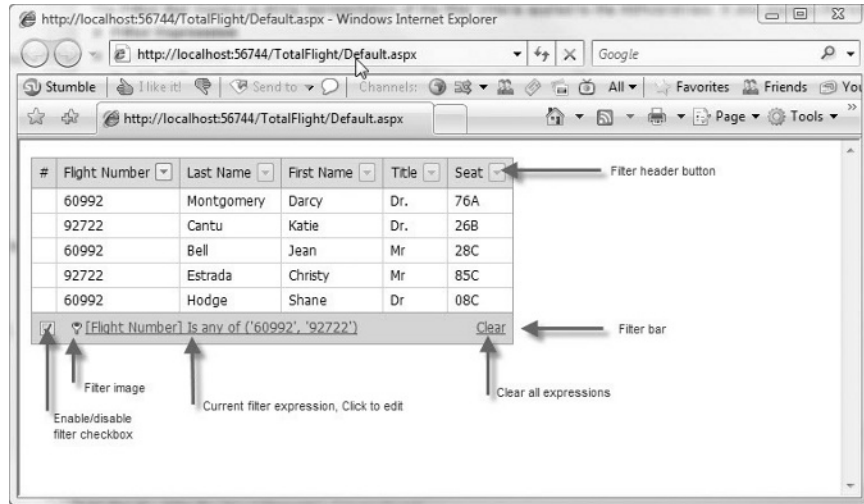 http://localhost:56744/TotalFlight/Default.aspx - Windows Internet Explorer
http://localhost:56744/TotalFlight/Default.aspx
Google
Stumble I like it! Send to Channels: All Favorites Friends You
http://localhost:56744/TotalFlight/Default.aspx Page Tools »
# Flight Number Last Name First Name Title Seat
Filter header button
60992 Montgomery Darcy Dr. 76A
92722 Cantu Katie Dr. 26B
60992 Bell Jean Mr 28C
92722 Estrada Christy Mr 85C
60992 Hodge Shane Dr 08C
[Flight Number] Is any of ('60992', '92722') Clear
Filter bar
Filter image
Current filter expression, Click to edit
Clear all expressions
Enable/disable
filter checkbox